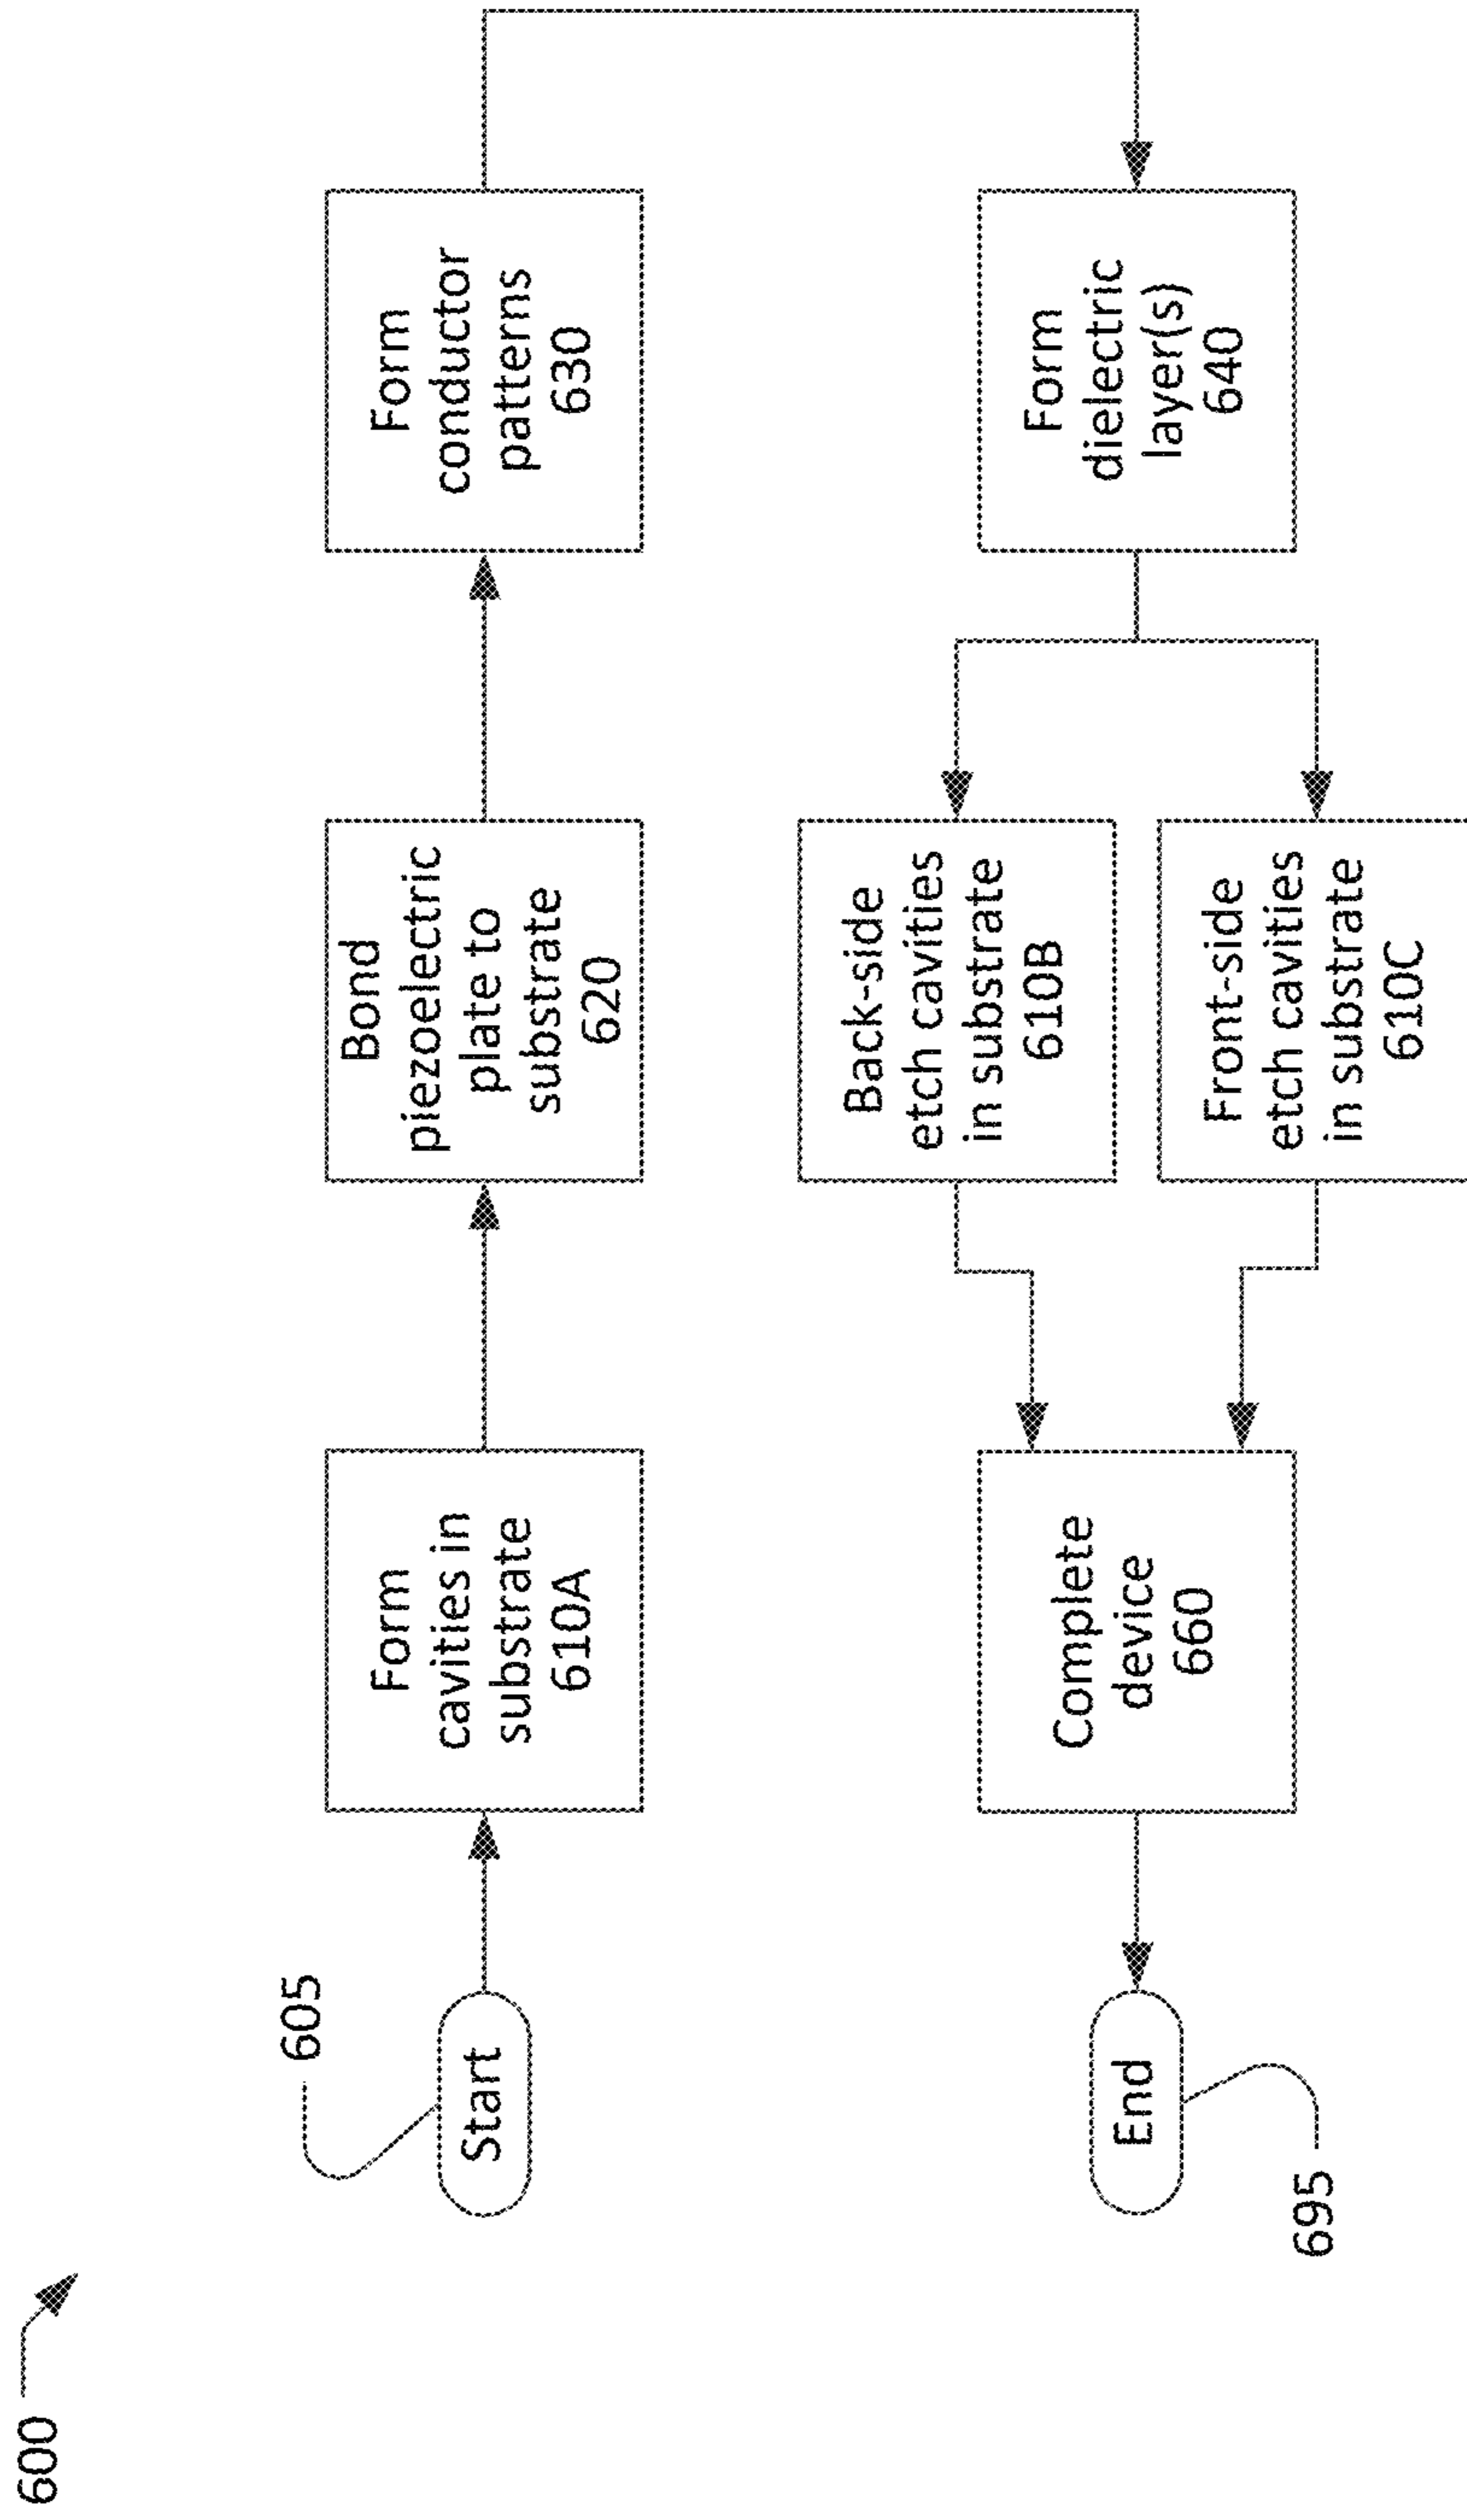 600
605
Start
Form
cavities in
substrate
610A
Bond
piezoelectric
plate to
substrate
620
Form
conductor
patterns
630
Form
dielectric
layer(s)
640
Back-side
etch cavities
in substrate
610B
Front-side
etch cavities
in substrate
610C
Complete
device
660
End
695